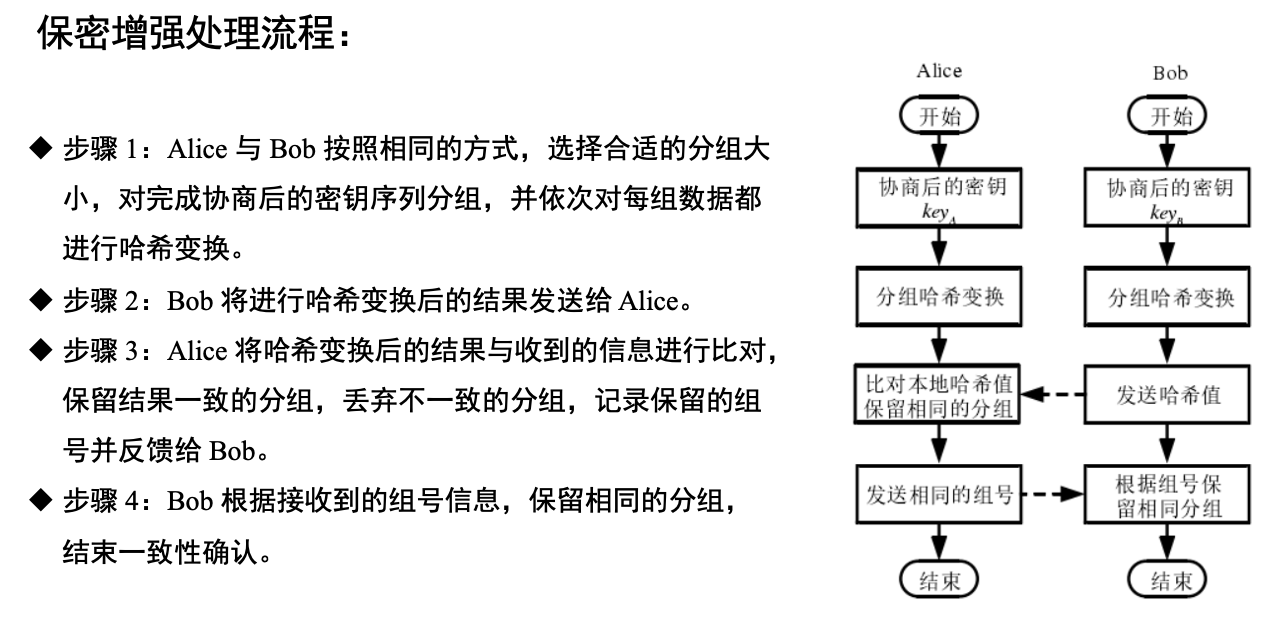 保密增强处理流程：
◆ 步骤 1：Alice 与 Bob 按照相同的方式，选择合适的分组大
小，对完成协商后的密钥序列分组，并依次对每组数据都
进行哈希变换。
◆ 步骤 2：Bob 将进行哈希变换后的结果发送给 Alice。
◆ 步骤 3：Alice 将哈希变换后的结果与收到的信息进行比对，
保留结果一致的分组，丢弃不一致的分组，记录保留的组
号并反馈给 Bob。
◆ 步骤 4：Bob 根据接收到的组号信息，保留相同的分组，
结束一致性确认。
Alice
开始
协商后的密钥
key_A
分组哈希变换
比对本地哈希值
保留相同的分组
发送相同的组号
结束
Bob
开始
协商后的密钥
key_B
分组哈希变换
发送哈希值
根据组号保
留相同分组
结束